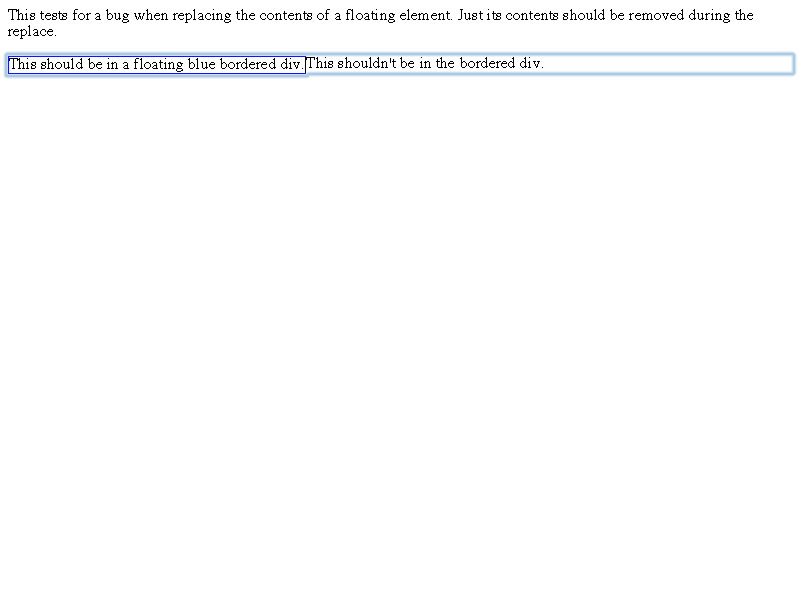 This tests for a bug when replacing the contents of a floating element. Just its contents should be removed during the
replace.
This should be in a floating blue bordered div. This shouldn't be in the bordered div.